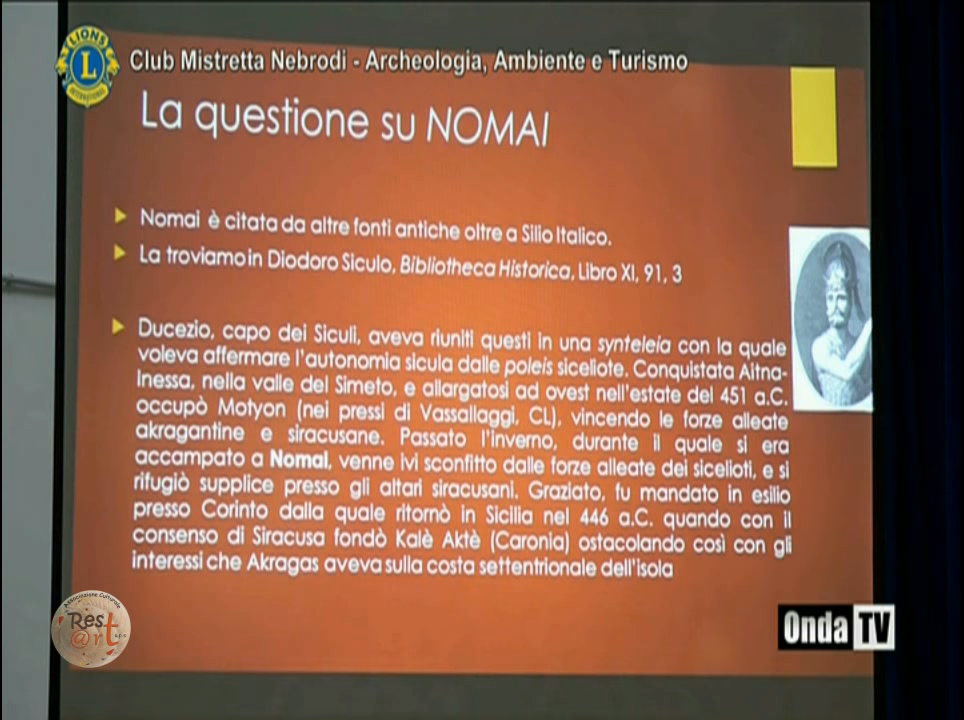 LIONS
L
INTERNATIONAL
Club Mistretta Nebrodi - Archeologia, Ambiente e Turismo
La questione su NOMAI
Nomai è citata da altre fonti antiche oltre a Silio Italico.
La troviamo in Diodoro Siculo, Bibliotheca Historica, Libro XI, 91, 3
Ducezio, capo dei Siculi, aveva riuniti questi in una synteleia con la quale
voleva affermare l'autonomia sicula dalle poleis siceliote. Conquistata Aitna-
Inessa, nella valle del Simeto, e allargatosi ad ovest nell'estate del 451 a.C.
occupò Motyon (nei pressi di Vassallaggi, CL), vincendo le forze alleate
akragantine e siracusane. Passato l'inverno, durante il quale si era
accampato a Nomai, venne ivi sconfitto dalle forze alleate dei sicelioti, e si
rifugiò supplice presso gli altari siracusani. Graziato, fu mandato in esilio
presso Corinto dalla quale ritornò in Sicilia nel 446 a.C. quando con il
consenso di Siracusa fondò Kalè Aktè (Caronia) ostacolando così con gli
interessi che Akragas aveva sulla costa settentrionale dell'isola
Associazione Culturale
Res
@rt
Onda TV